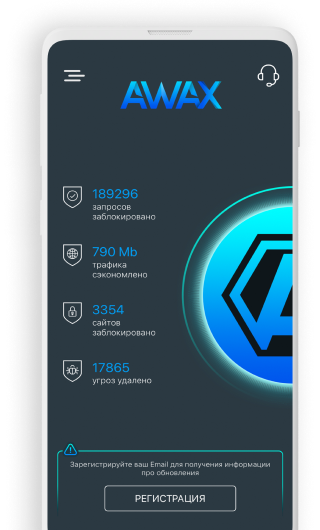 AWAX
189296
запросов
заблокировано
790 Mb
трафика
сэкономлено
3354
сайтов
заблокировано
17865
угроз удалено
Зарегистрируйте ваш Email для получения информации
про обновления
РЕГИСТРАЦИЯ